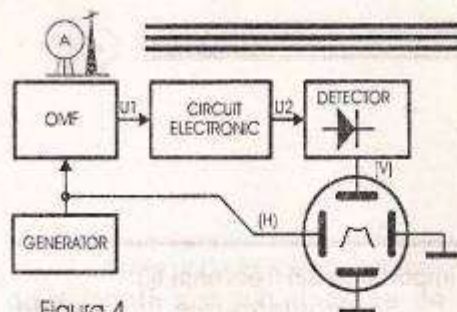 A
OMF
U1
CIRCUIT
ELECTRONIC
U2
DETECTOR
(V)
(H)
GENERATOR
Figura 4